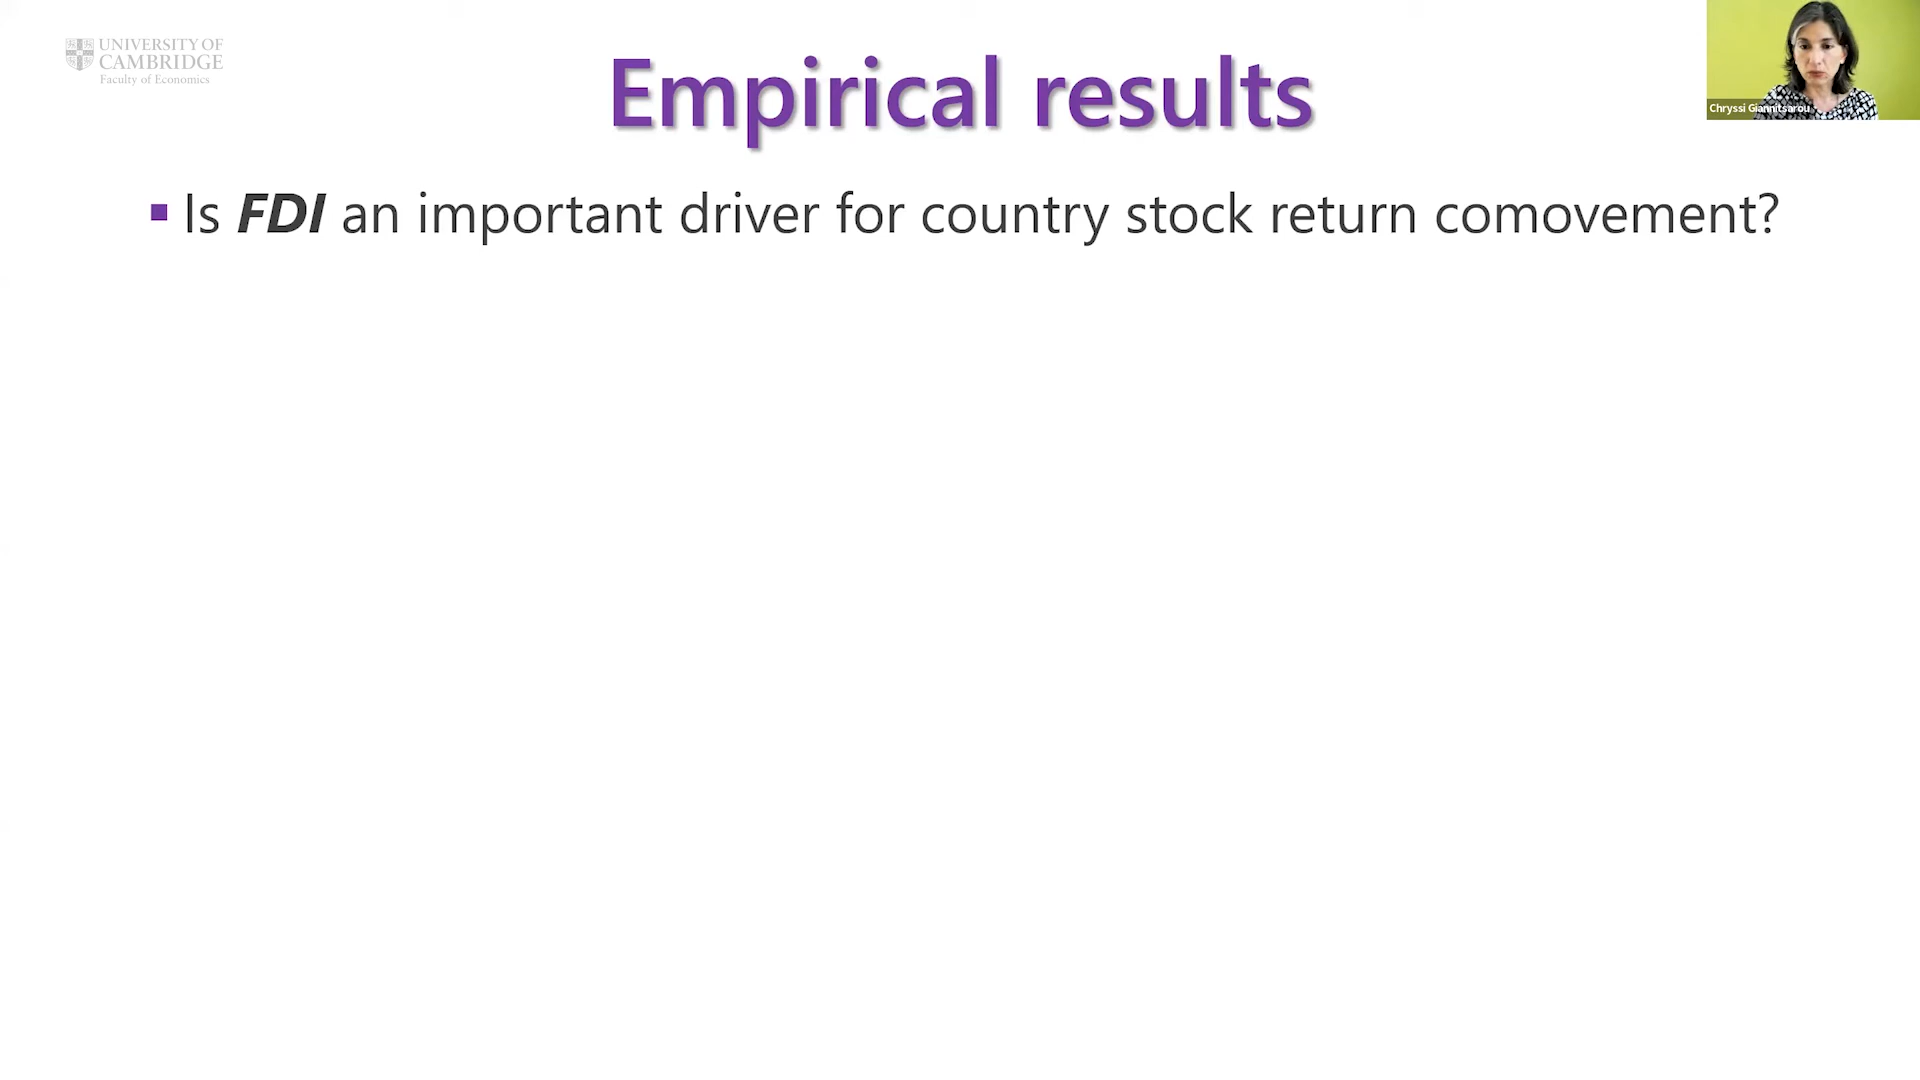 UNIVERSITY OF
CAMBRIDGE
Faculty of Economics
Empirical results
Chryssi Giannitsarou
Is FDI an important driver for country stock return comovement?